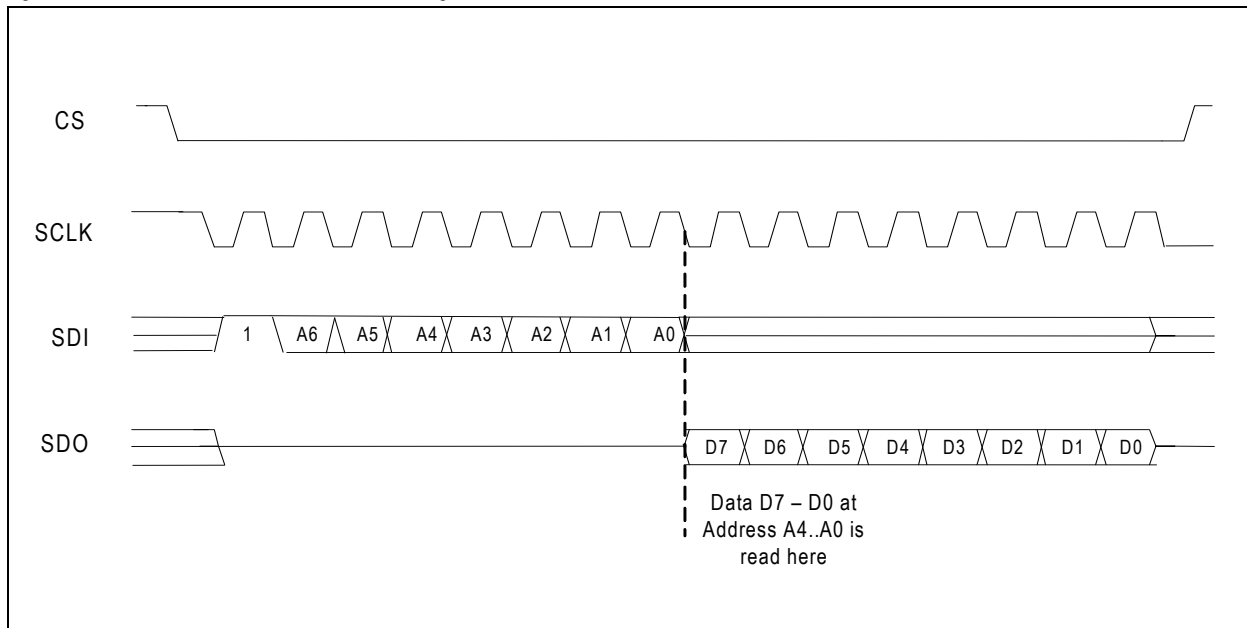 CS
SCLK
SDI
1 A6 A5 A4 A3 A2 A1 A0
SDO
D7 D6 D5 D4 D3 D2 D1 D0
Data D7 – D0 at
Address A4..A0 is
read here